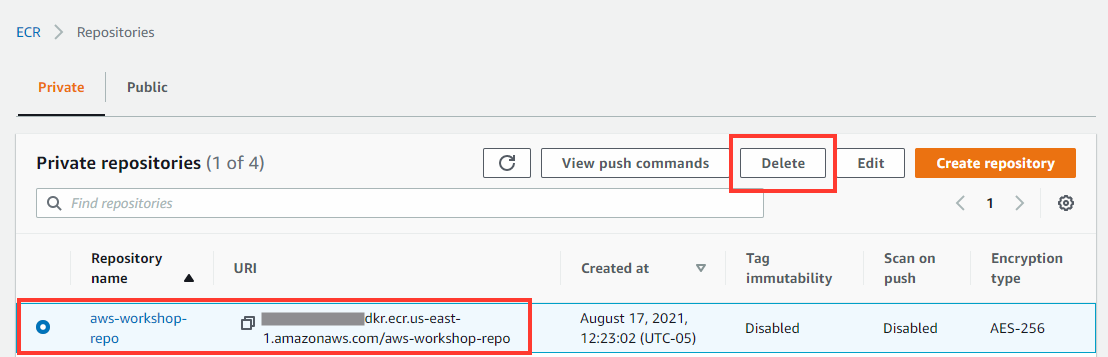 ECR > Repositories
Private Public
Private repositories (1 of 4) View push commands Delete Edit Create repository
Find repositories 1
Repository name URI Created at Tag immutability Scan on push Encryption type
aws-workshop-repo dkr.ecr.us-east-1.amazonaws.com/aws-workshop-repo August 17, 2021, 12:23:02 (UTC-05) Disabled Disabled AES-256